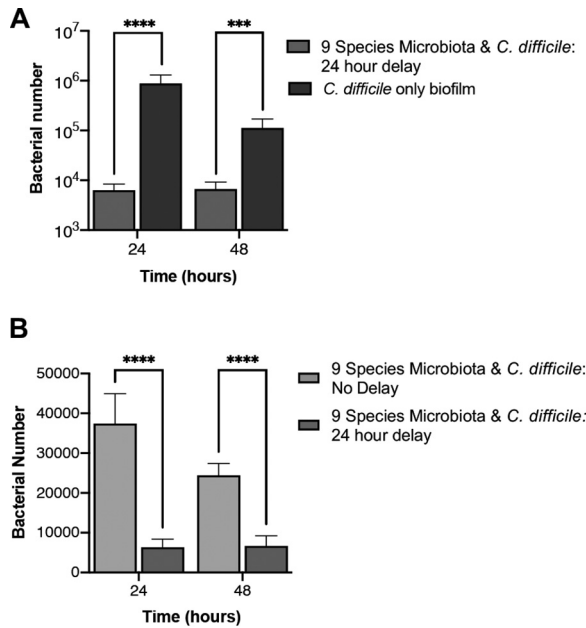 A
****
***
10⁷
10⁶
10⁵
10⁴
10³
Bacterial number
24
48
Time (hours)
9 Species Microbiota & C. difficile:
24 hour delay
C. difficile only biofilm
B
****
****
50000
40000
30000
20000
10000
0
Bacterial Number
24
48
Time (hours)
9 Species Microbiota & C. difficile:
No Delay
9 Species Microbiota & C. difficile:
24 hour delay